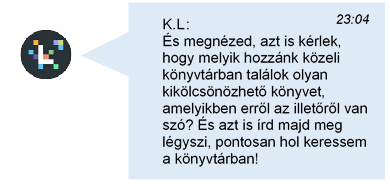 23:04
K.L:
És megnézed, azt is kérlek,
hogy melyik hozzánk közeli
könyvtárban találok olyan
kikölcsönözhető könyvet,
amelyikben erről az illetőről van
szó? És azt is írd majd meg
légyszi, pontosan hol keressem
a könyvtárban!